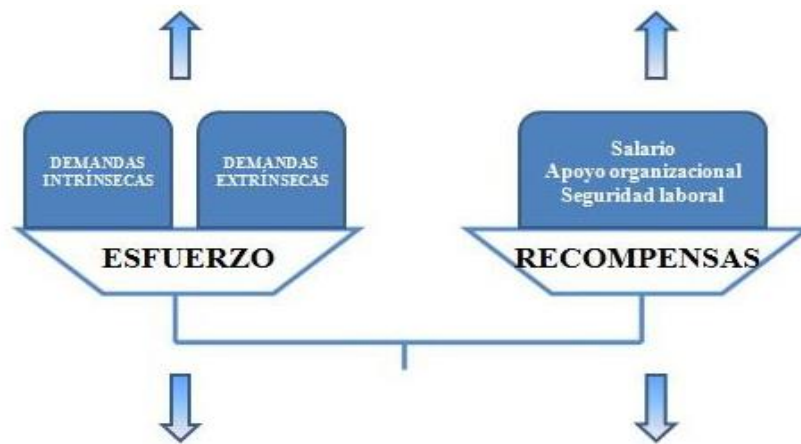 DEMANDAS
INTRÍNSECAS
DEMANDAS
EXTRÍNSECAS
Salario
Apoyo organizacional
Seguridad laboral
ESFUERZO
RECOMPENSAS